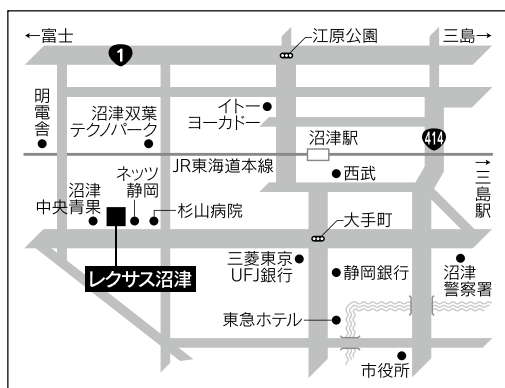 ←富士
江原公園
三島→
1
明電舎
沼津双葉
テクノパーク
イトー
ヨーカドー
沼津駅
414
JR東海道本線
西武
→三島駅
沼津
中央青果
ネッツ
静岡
杉山病院
大手町
レクサス沼津
三菱東京
UFJ銀行
静岡銀行
沼津
警察署
東急ホテル
市役所